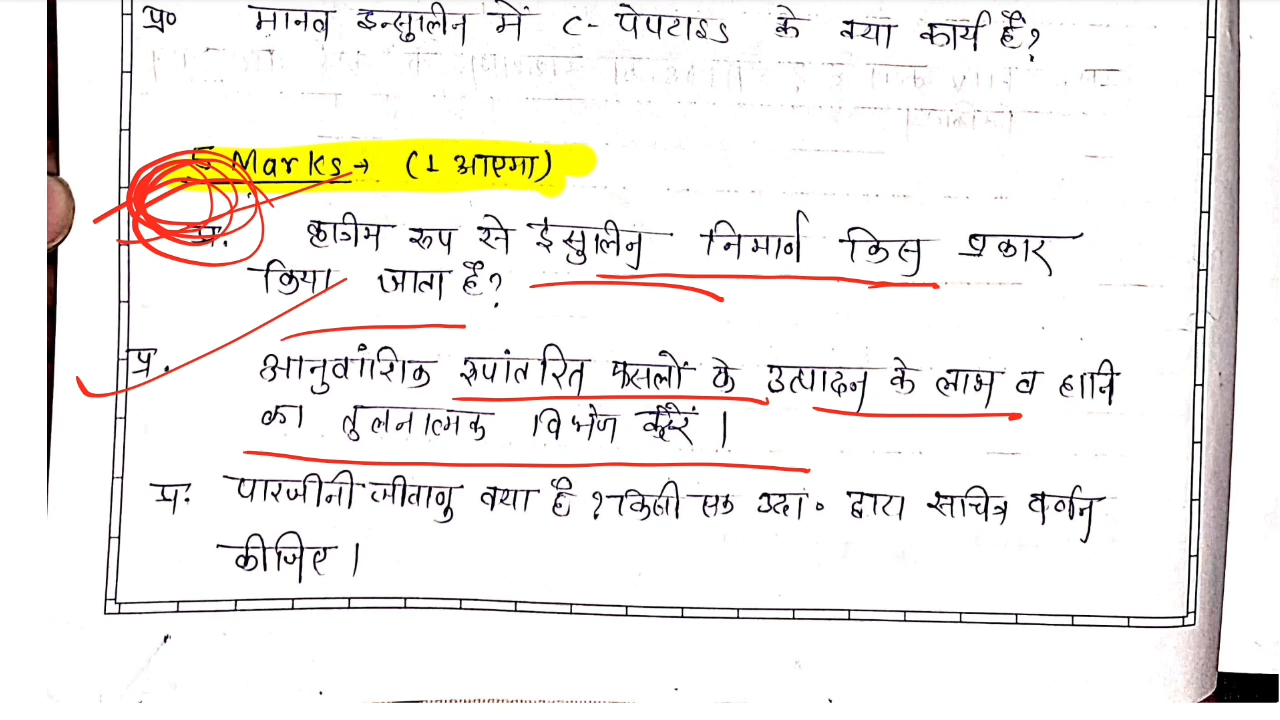 प्र० मानव इन्सुलीन में C- पेपटाइड के क्या कार्य है?
5 Marks → (1 आएगा)
प्र. कृत्रीम रूप से इंसुलीन निमार्ण किस प्रकार
किया जाता है?
प्र. आनुवांशिक रूपांतरित फसलों के उत्पादन के लाभ व हानि
का तुलनात्मक विभेज करें।
प्र. पारजीनी जीवाणु क्या है? किसी एक उदा० द्वारा सचित्र वर्णन
कीजिए।